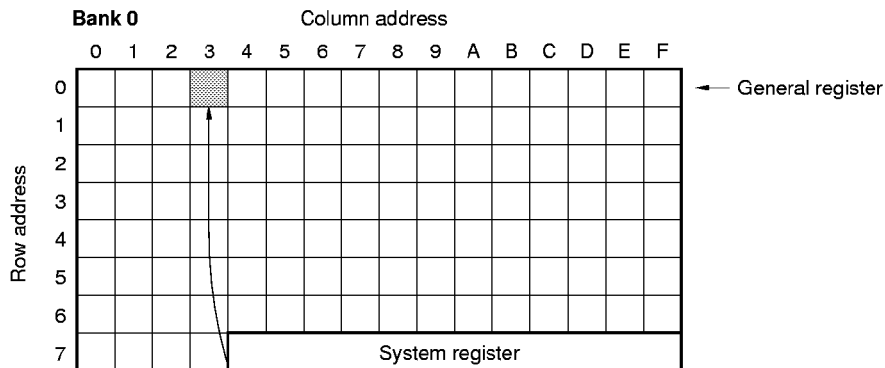 Bank 0 Column address
0 1 2 3 4 5 6 7 8 9 A B C D E F
0 General register
1
2
3
4
5
6
7 System register
Row address